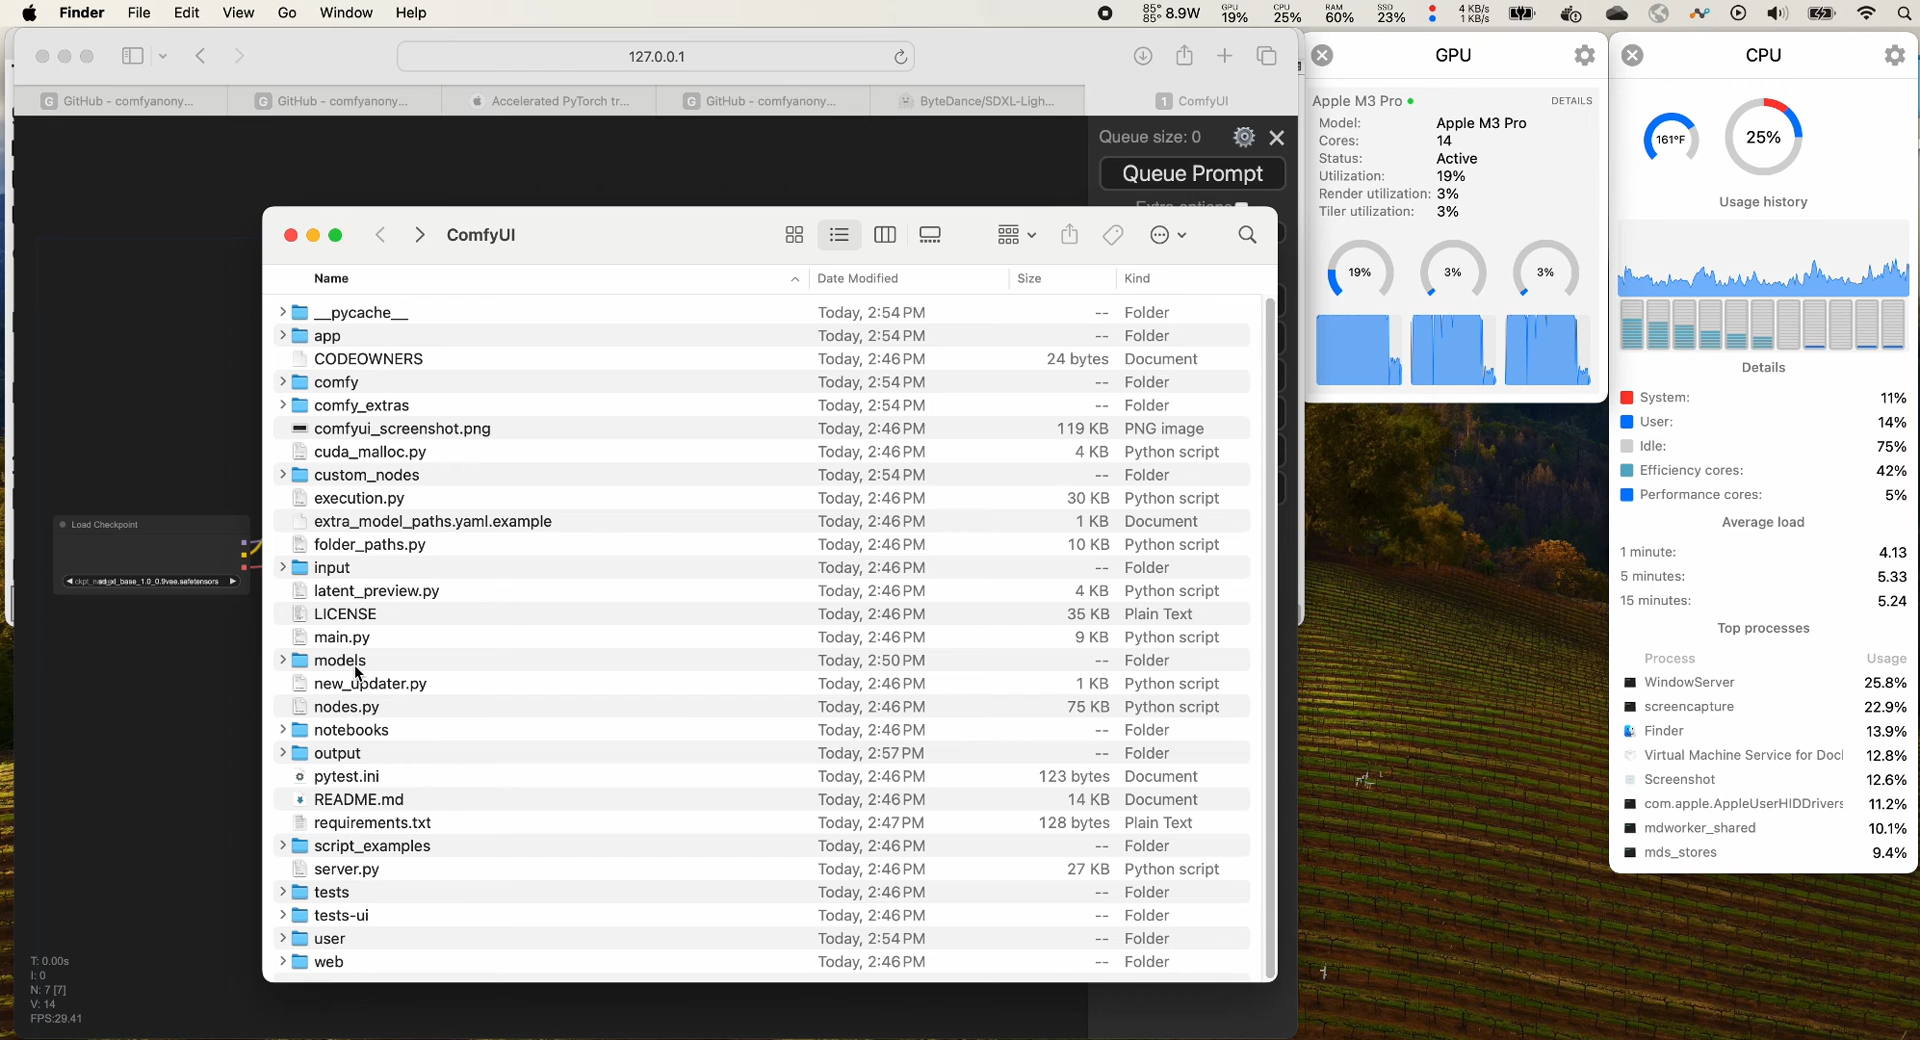 Finder File Edit View Go Window Help
85° 8.9W
85°
GPU 19%
CPU 25%
RAM 60%
SSD 23%
4 KB/s
1 KB/s
127.0.0.1
GitHub - comfyanony...
GitHub - comfyanony...
Accelerated PyTorch tr...
GitHub - comfyanony...
ByteDance/SDXL-Ligh...
1 ComfyUI
Queue size: 0
Queue Prompt
Extra options
Load Checkpoint
T: 0.00s
I: 0
N: 7 [7]
V: 14
FPS:29.41
ComfyUI
Name Date Modified Size Kind
__pycache__ Today, 2:54 PM -- Folder
app Today, 2:54 PM -- Folder
CODEOWNERS Today, 2:46 PM 24 bytes Document
comfy Today, 2:54 PM -- Folder
comfy_extras Today, 2:54 PM -- Folder
comfyui_screenshot.png Today, 2:46 PM 119 KB PNG image
cuda_malloc.py Today, 2:46 PM 4 KB Python script
custom_nodes Today, 2:54 PM -- Folder
execution.py Today, 2:46 PM 30 KB Python script
extra_model_paths.yaml.example Today, 2:46 PM 1 KB Document
folder_paths.py Today, 2:46 PM 10 KB Python script
input Today, 2:46 PM -- Folder
latent_preview.py Today, 2:46 PM 4 KB Python script
LICENSE Today, 2:46 PM 35 KB Plain Text
main.py Today, 2:46 PM 9 KB Python script
models Today, 2:50 PM -- Folder
new_updater.py Today, 2:46 PM 1 KB Python script
nodes.py Today, 2:46 PM 75 KB Python script
notebooks Today, 2:46 PM -- Folder
output Today, 2:57 PM -- Folder
pytest.ini Today, 2:46 PM 123 bytes Document
README.md Today, 2:46 PM 14 KB Document
requirements.txt Today, 2:47 PM 128 bytes Plain Text
script_examples Today, 2:46 PM -- Folder
server.py Today, 2:46 PM 27 KB Python script
tests Today, 2:46 PM -- Folder
tests-ui Today, 2:46 PM -- Folder
user Today, 2:54 PM -- Folder
web Today, 2:46 PM -- Folder
GPU
Apple M3 Pro DETAILS
Model: Apple M3 Pro
Cores: 14
Status: Active
Utilization: 19%
Render utilization: 3%
Tiler utilization: 3%
19% 3% 3%
CPU
161°F 25%
Usage history
Details
System: 11%
User: 14%
Idle: 75%
Efficiency cores: 42%
Performance cores: 5%
Average load
1 minute: 4.13
5 minutes: 5.33
15 minutes: 5.24
Top processes
Process Usage
WindowServer 25.8%
screencapture 22.9%
Finder 13.9%
Virtual Machine Service for Docl 12.8%
Screenshot 12.6%
com.apple.AppleUserHIDDrivers 11.2%
mdworker_shared 10.1%
mds_stores 9.4%